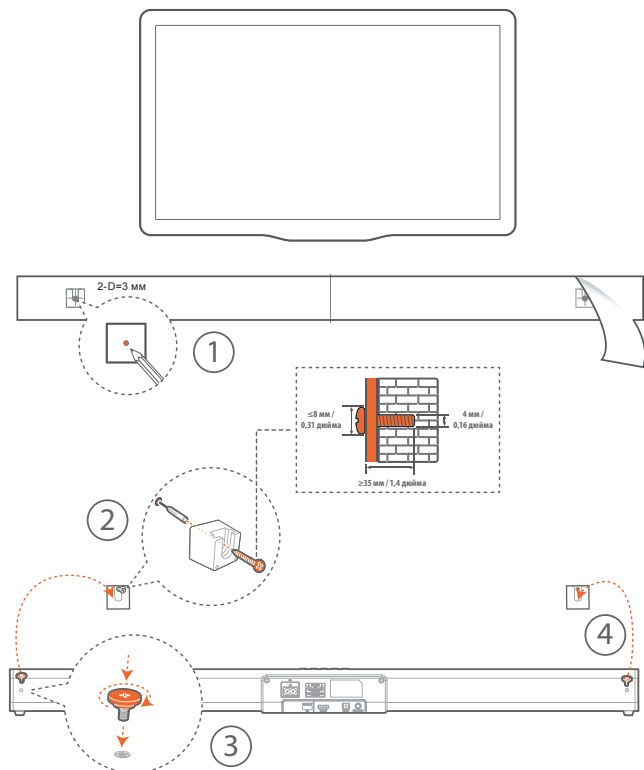 2-D=3 мм
1
≤8 мм /
0,31 дюйма
4 мм /
0,16 дюйма
≥35 мм / 1,4 дюйма
2
4
3